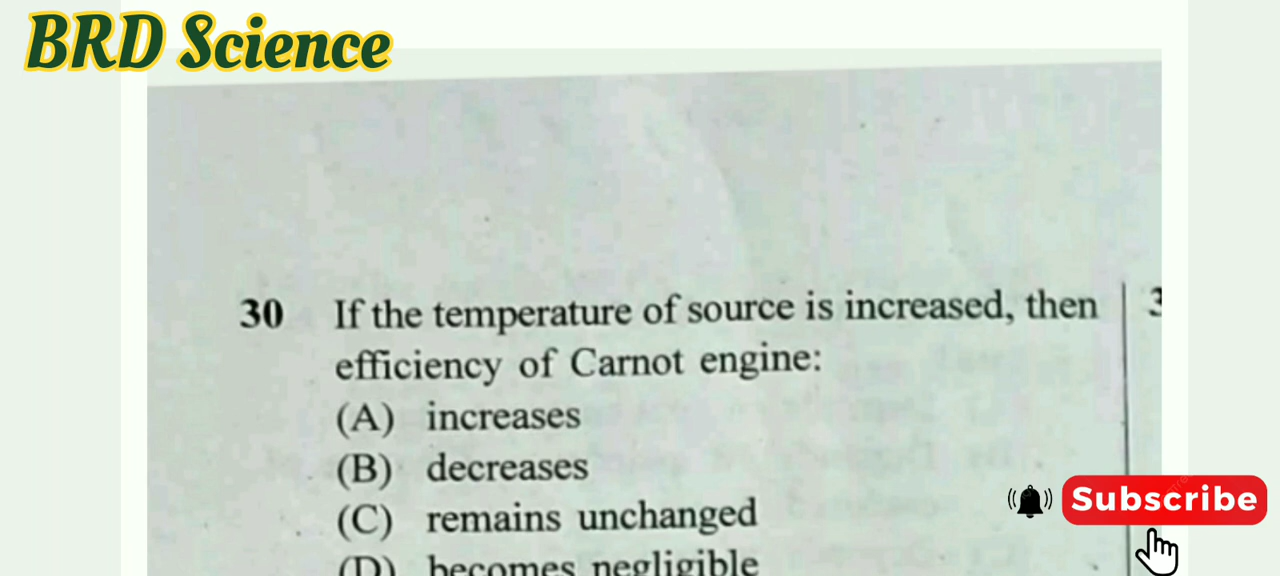 BRD Science
30 If the temperature of source is increased, then
efficiency of Carnot engine:
(A) increases
(B) decreases
(C) remains unchanged
(D) becomes negligible
Subscribe